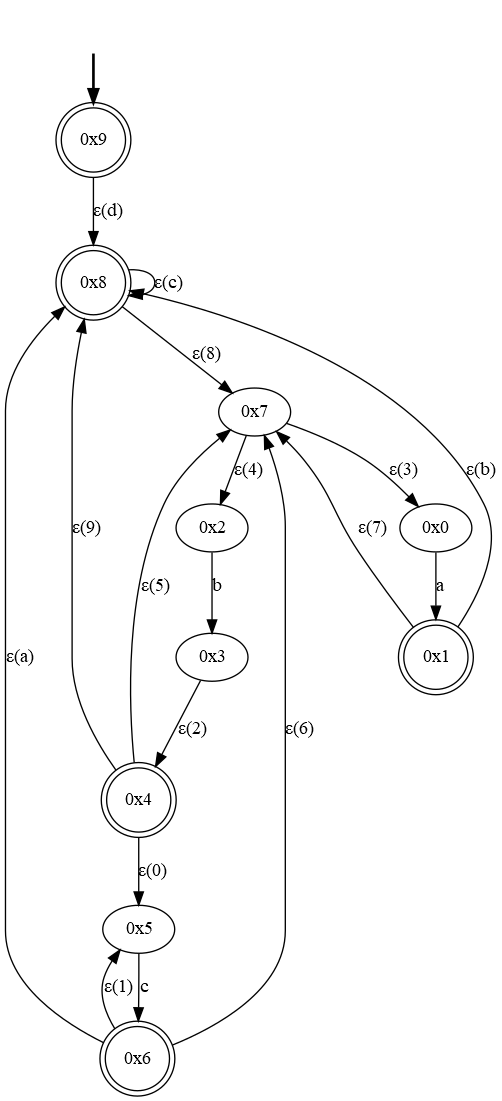 0x9
ε(d)
0x8
ε(c)
ε(8)
0x7
ε(4)
ε(3)
ε(b)
0x2
0x0
ε(9)
ε(5)
b
ε(7)
a
ε(a)
0x3
0x1
ε(2)
ε(6)
0x4
ε(0)
0x5
ε(1)
c
0x6